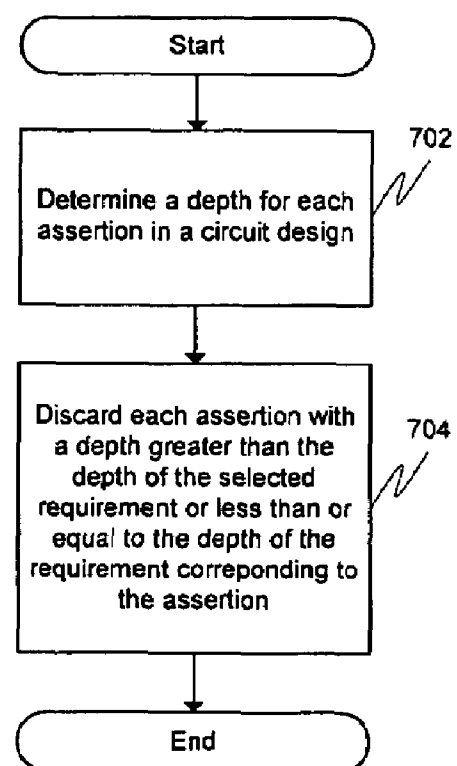 Start
702
Determine a depth for each
assertion in a circuit design
704
Discard each assertion with
a depth greater than the
depth of the selected
requirement or less than or
equal to the depth of the
requirement correponding to
the assertion
End